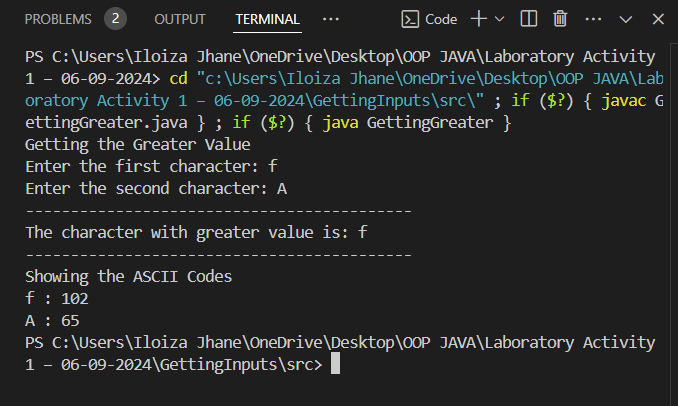 PROBLEMS 2 OUTPUT TERMINAL ··· Code
PS C:\Users\Iloiza Jhane\OneDrive\Desktop\OOP JAVA\Laboratory Activity
1 – 06-09-2024> cd "c:\Users\Iloiza Jhane\OneDrive\Desktop\OOP JAVA\Lab
oratory Activity 1 – 06-09-2024\GettingInputs\src\" ; if ($?) { javac G
ettingGreater.java } ; if ($?) { java GettingGreater }
Getting the Greater Value
Enter the first character: f
Enter the second character: A
-------------------------------------------
The character with greater value is: f
-------------------------------------------
Showing the ASCII Codes
f : 102
A : 65
PS C:\Users\Iloiza Jhane\OneDrive\Desktop\OOP JAVA\Laboratory Activity
1 – 06-09-2024\GettingInputs\src>